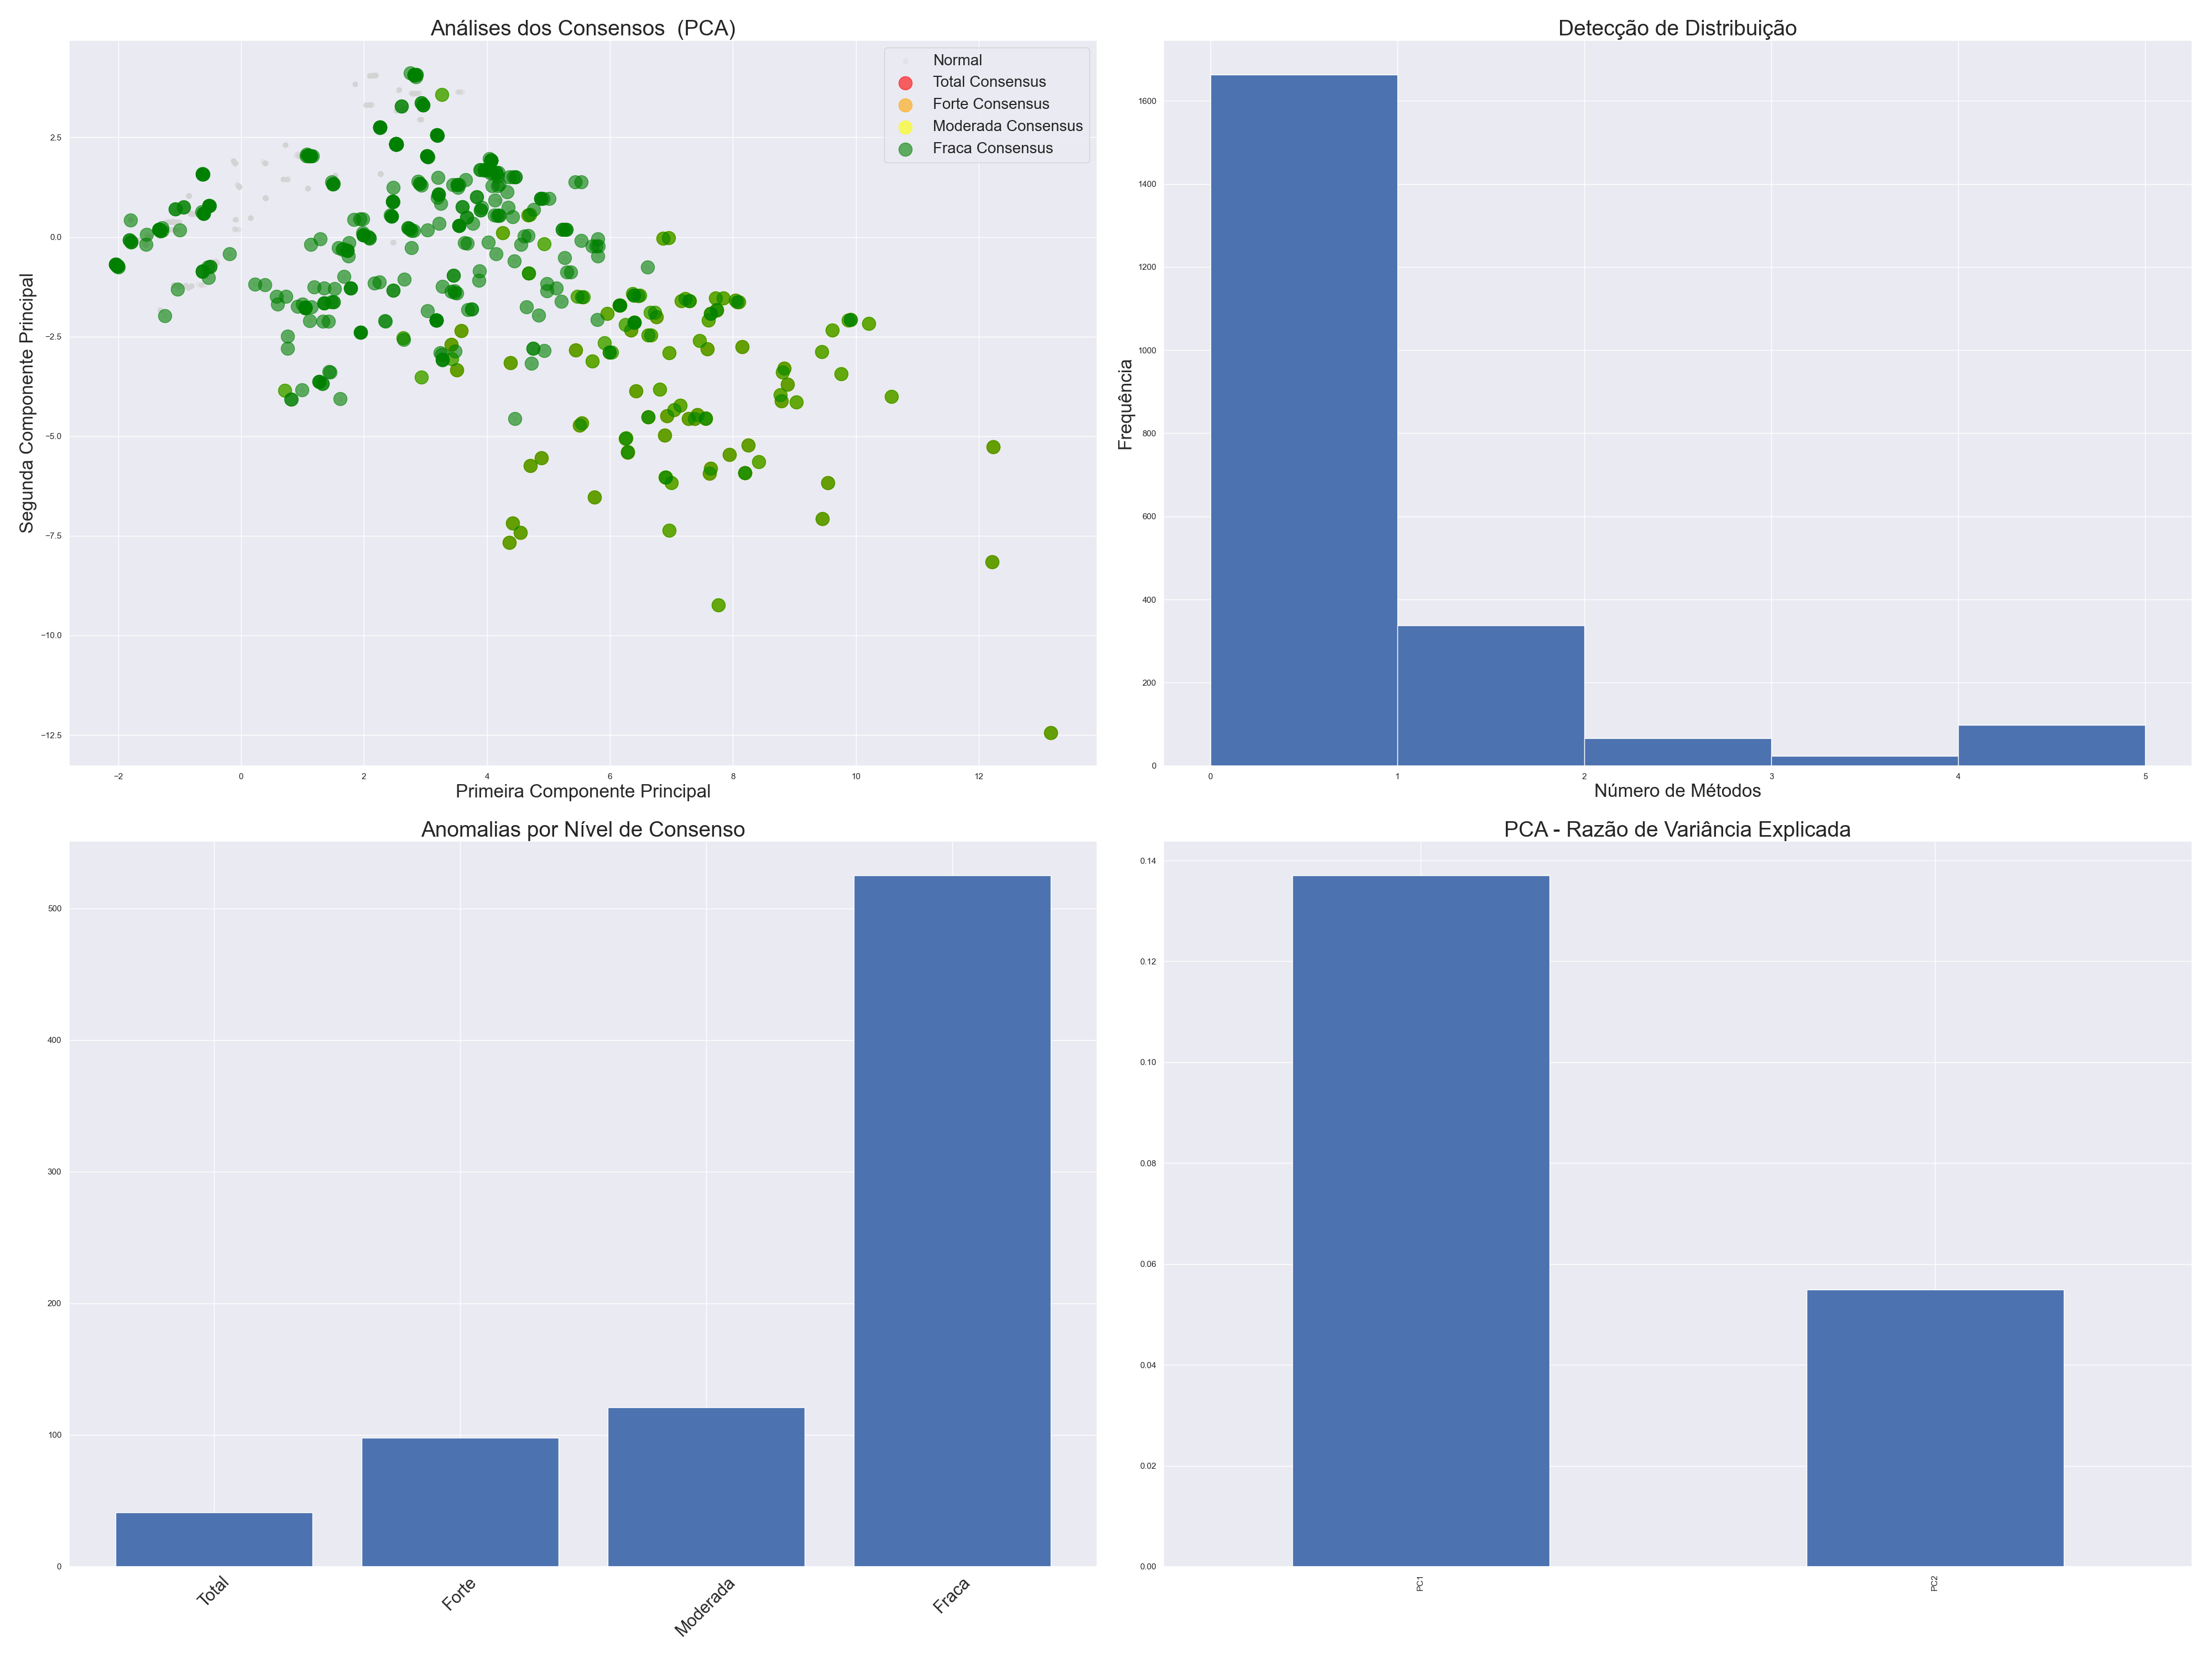 Análises dos Consensos  (PCA)
Normal
Total Consensus
Forte Consensus
Moderada Consensus
Fraca Consensus
Segunda Componente Principal
2.5
0.0
−2.5
−5.0
−7.5
−10.0
−12.5
−2 0 2 4 6 8 10 12
Primeira Componente Principal
Detecção de Distribuição
Frequência
1600
1400
1200
1000
800
600
400
200
0
0 1 2 3 4 5
Número de Métodos
Anomalias por Nível de Consenso
500
400
300
200
100
0
Total Forte Moderada Fraca
PCA - Razão de Variância Explicada
0.14
0.12
0.10
0.08
0.06
0.04
0.02
0.00
PC1 PC2